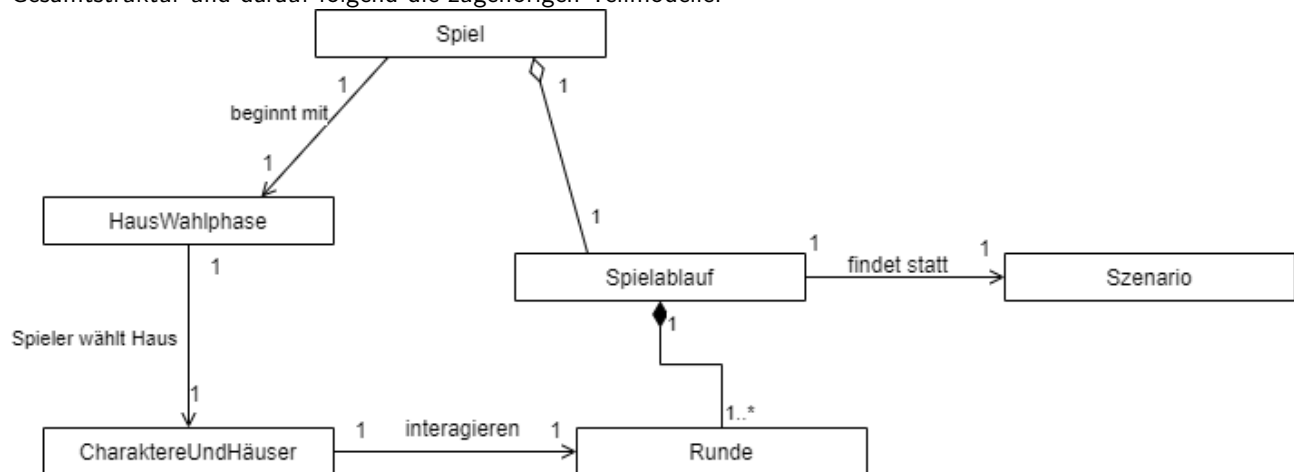 Gesamtstruktur und darauf folgend die zugehörigen Teilmodelle.
Spiel
1
1
beginnt mit
1
HausWahlphase
1
1
Spielablauf
1
findet statt
1
Szenario
1
Spieler wählt Haus
1
1..*
CharaktereUndHäuser
1
interagieren
1
Runde